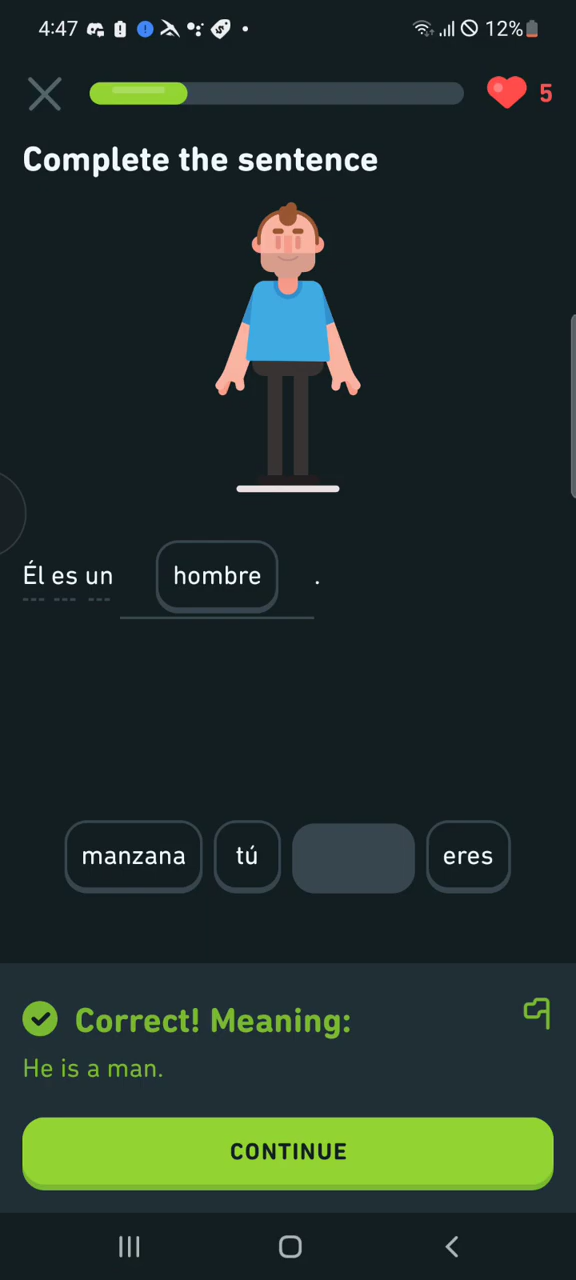 4:47 12%
5
Complete the sentence
Él es un hombre .
manzana tú eres
Correct! Meaning:
He is a man.
CONTINUE